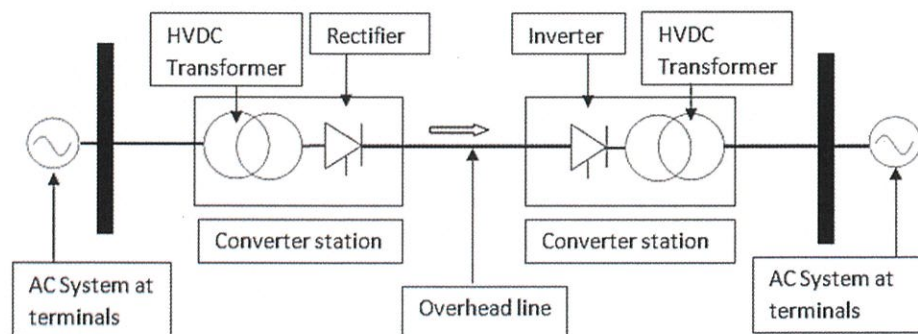 HVDC
Transformer
Rectifier
Inverter
HVDC
Transformer
Converter station
Converter station
AC System at
terminals
Overhead line
AC System at
terminals